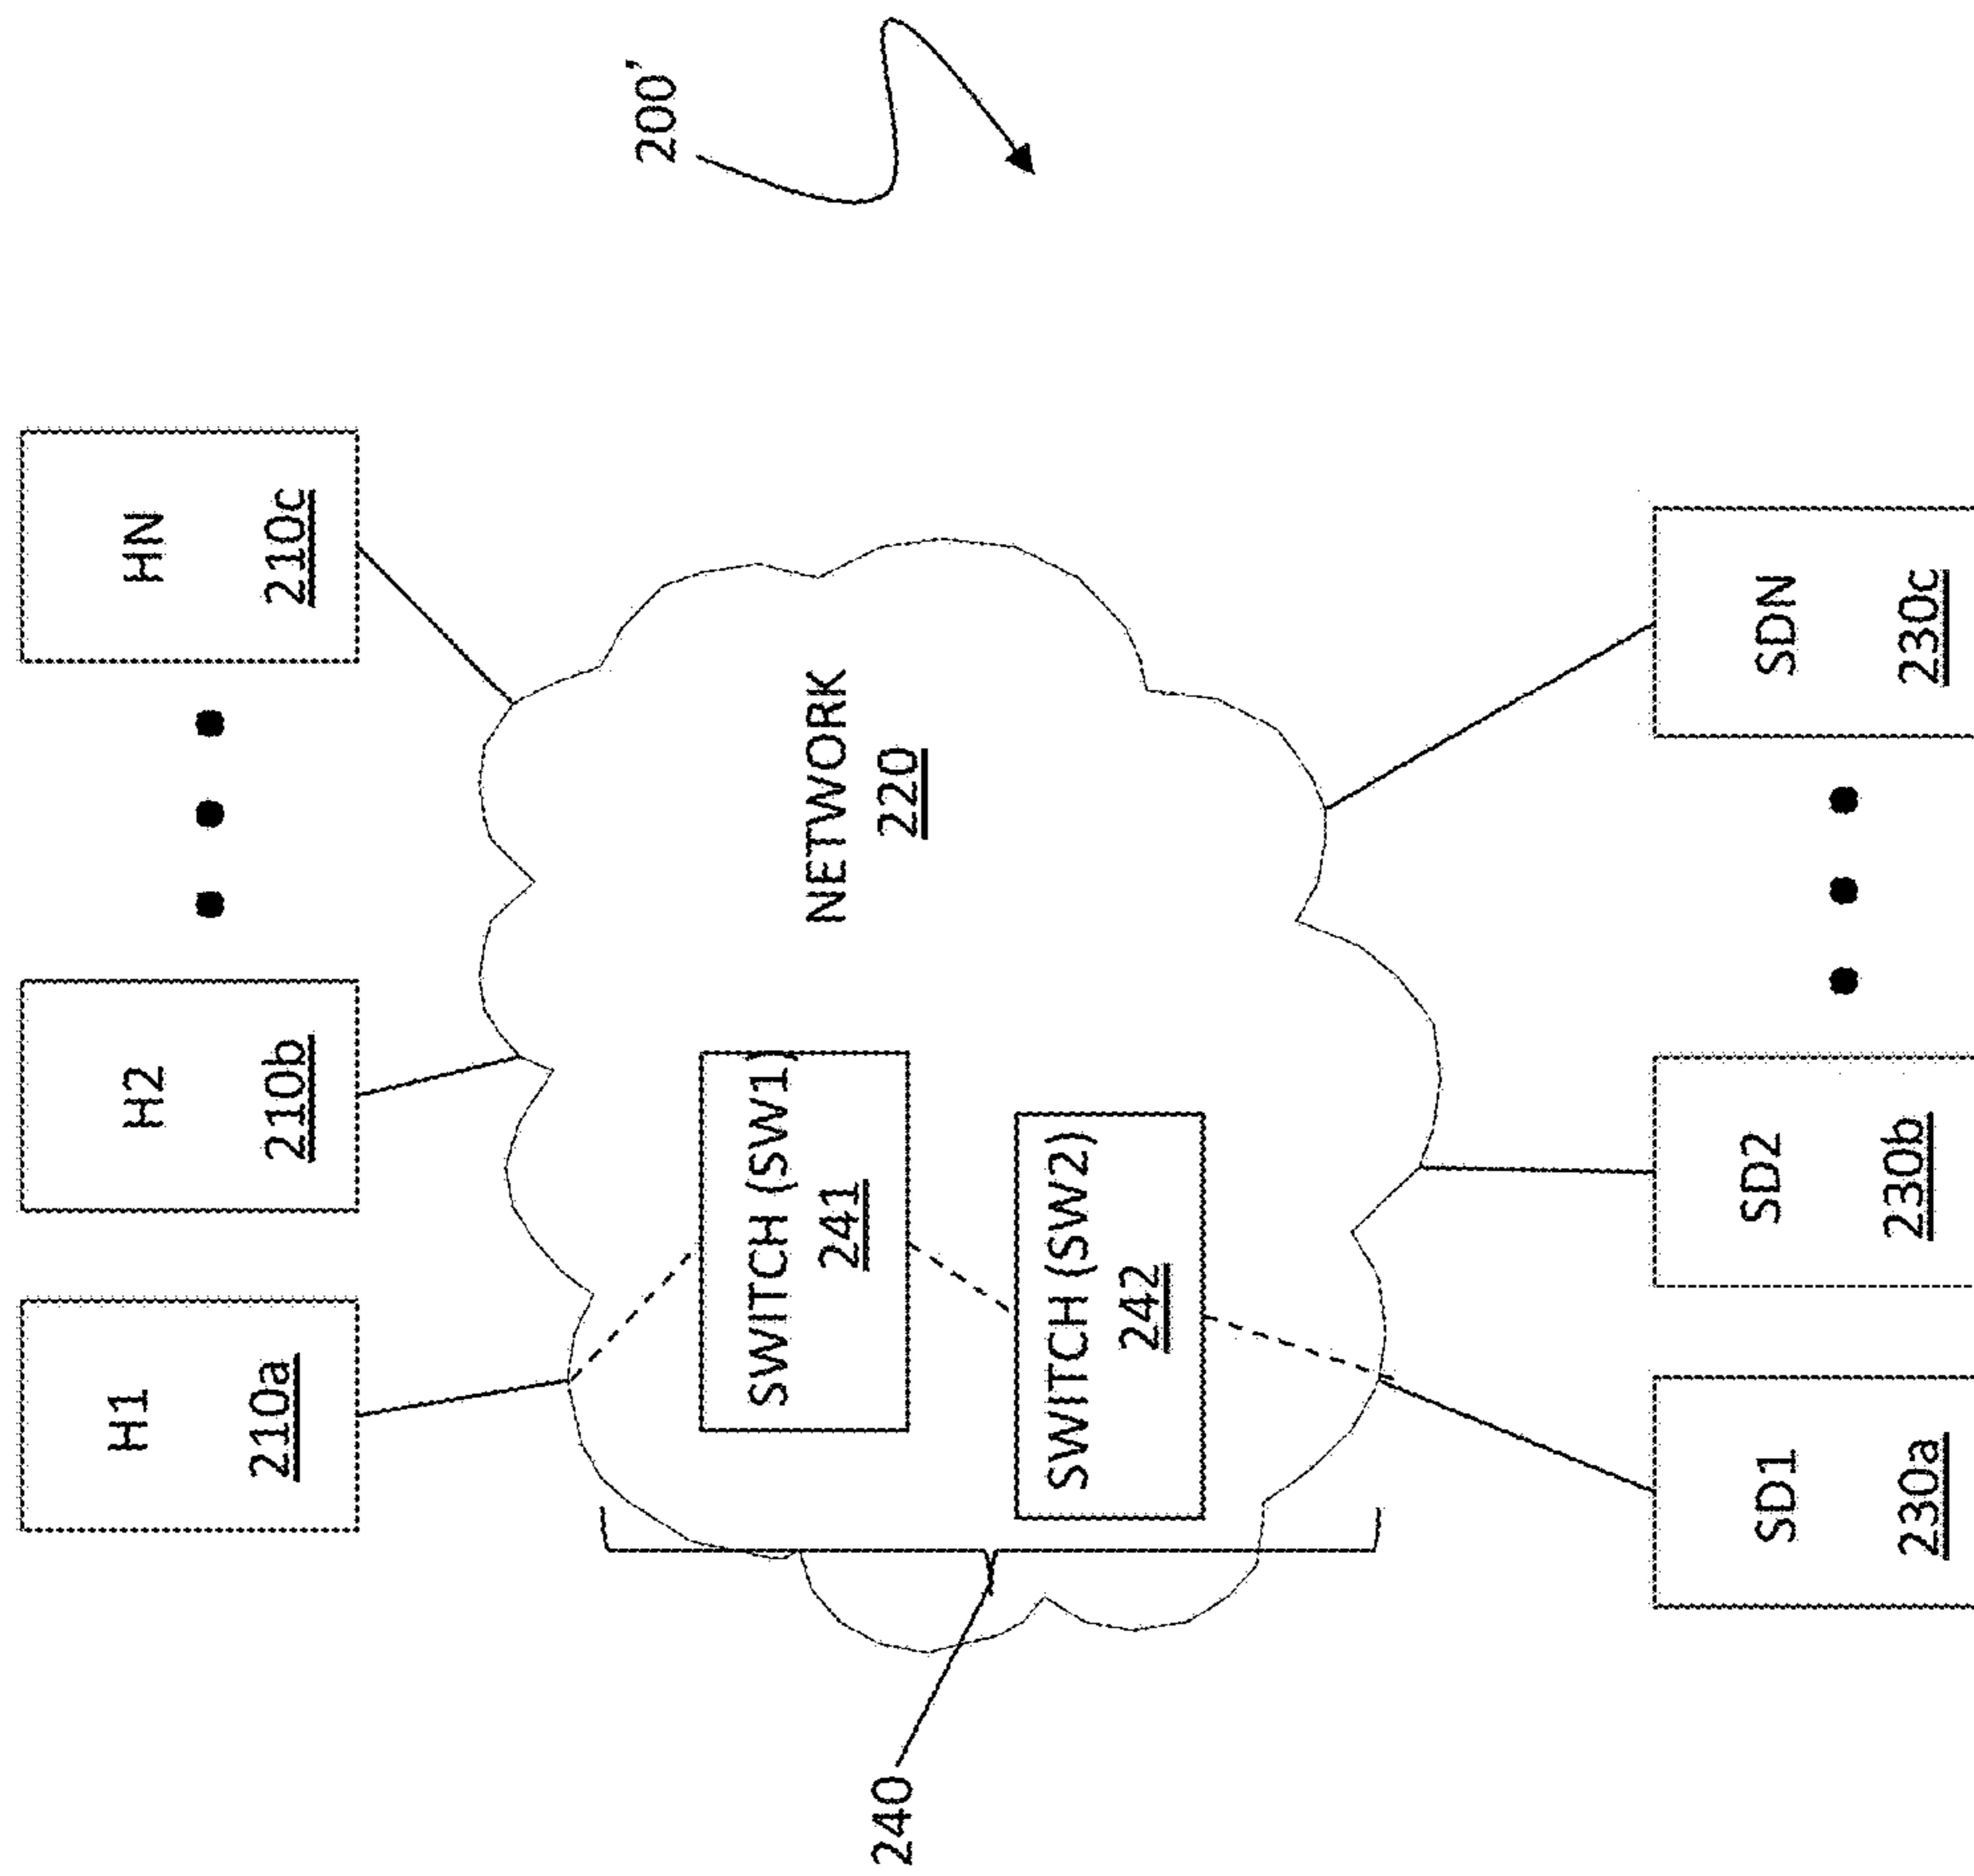 200'
H1
210a
H2
210b
HN
210c
NETWORK
220
SWITCH (SW1)
241
SWITCH (SW2)
242
240
SD1
230a
SD2
230b
SDN
230c